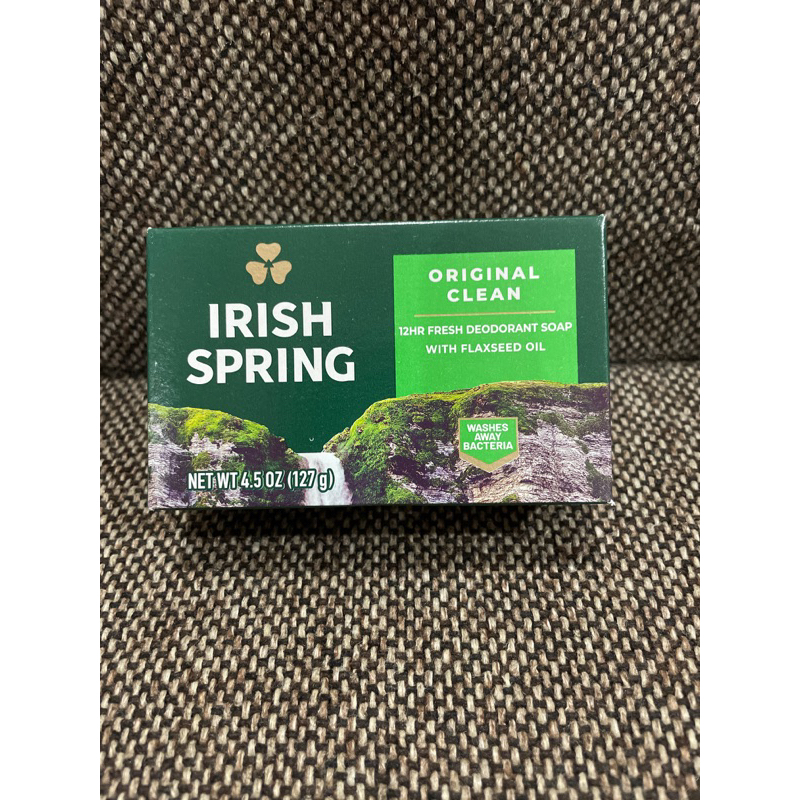 IRISH
SPRING
ORIGINAL
CLEAN
12HR FRESH DEODORANT SOAP
WITH FLAXSEED OIL
WASHES
AWAY
BACTERIA
NET WT 4.5 OZ (127 g)